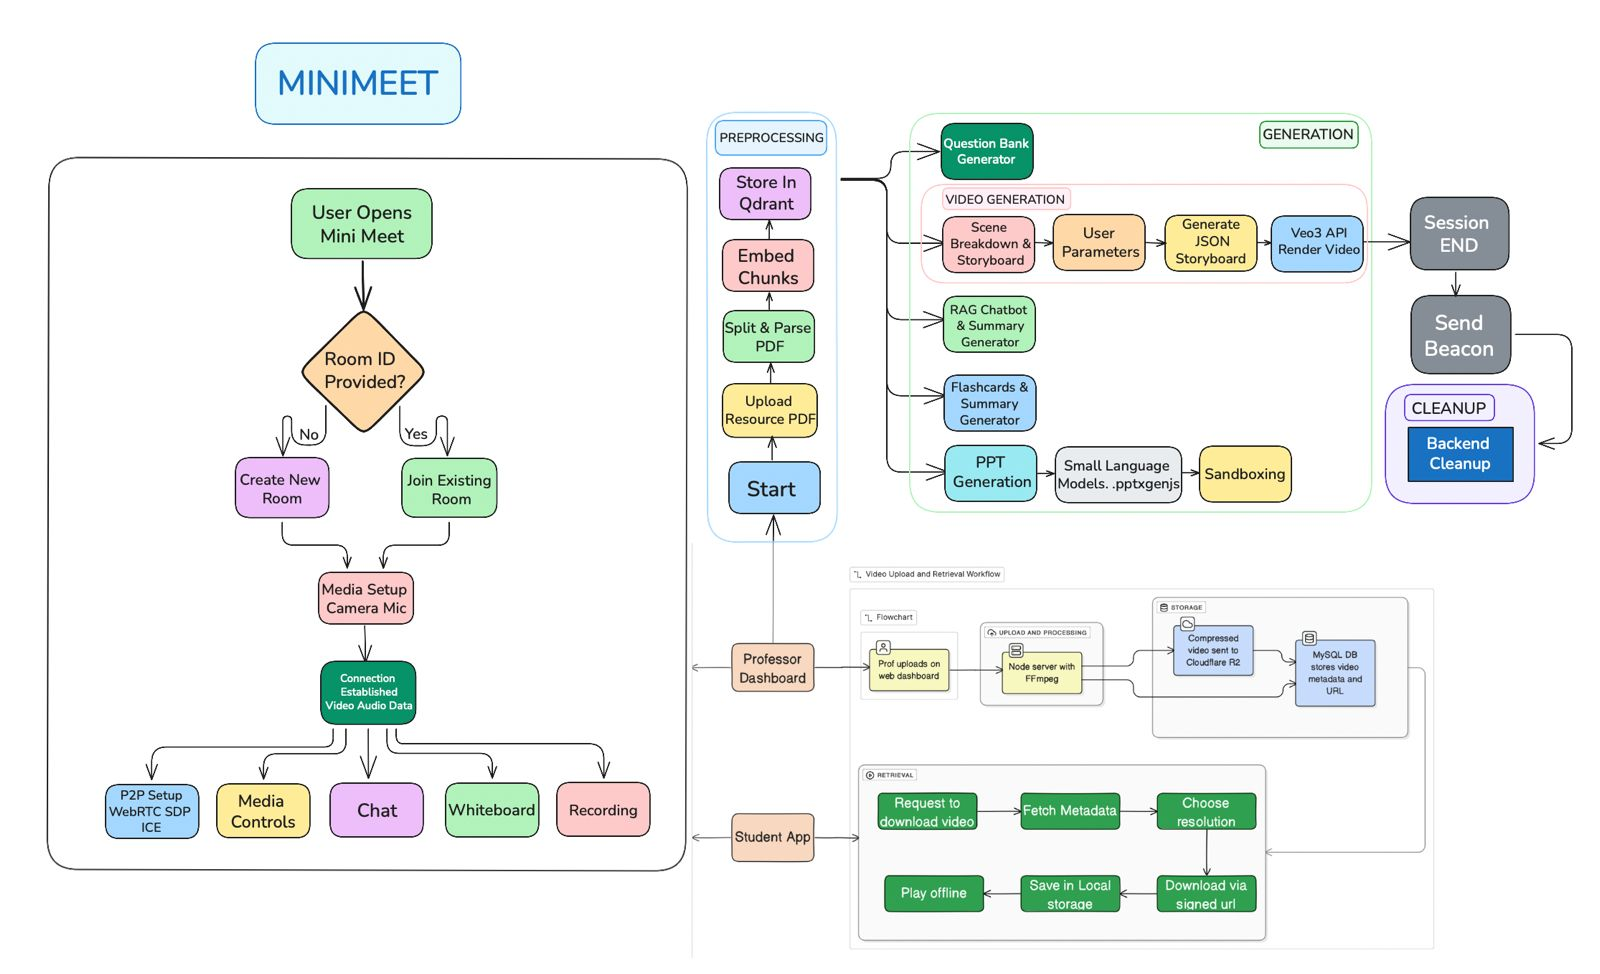 MINIMEET
User Opens
Mini Meet
Room ID
Provided?
No
Yes
Create New
Room
Join Existing
Room
Media Setup
Camera Mic
Connection
Established
Video Audio Data
P2P Setup
WebRTC SDP
ICE
Media
Controls
Chat
Whiteboard
Recording
PREPROCESSING
Store In
Qdrant
Embed
Chunks
Split & Parse
PDF
Upload
Resource PDF
Start
GENERATION
Question Bank
Generator
VIDEO GENERATION
Scene
Breakdown &
Storyboard
User
Parameters
Generate
JSON
Storyboard
Veo3 API
Render Video
RAG Chatbot
& Summary
Generator
Flashcards &
Summary
Generator
PPT
Generation
Small Language
Models. .pptxgenjs
Sandboxing
Session
END
Send
Beacon
CLEANUP
Backend
Cleanup
Professor
Dashboard
Student App
Video Upload and Retrieval Workflow
Flowchart
Prof uploads on
web dashboard
UPLOAD AND PROCESSING
Node server with
FFmpeg
STORAGE
Compressed
video sent to
Cloudflare R2
MySQL DB
stores video
metadata and
URL
RETRIEVAL
Request to
download video
Fetch Metadata
Choose
resolution
Play offline
Save in Local
storage
Download via
signed url